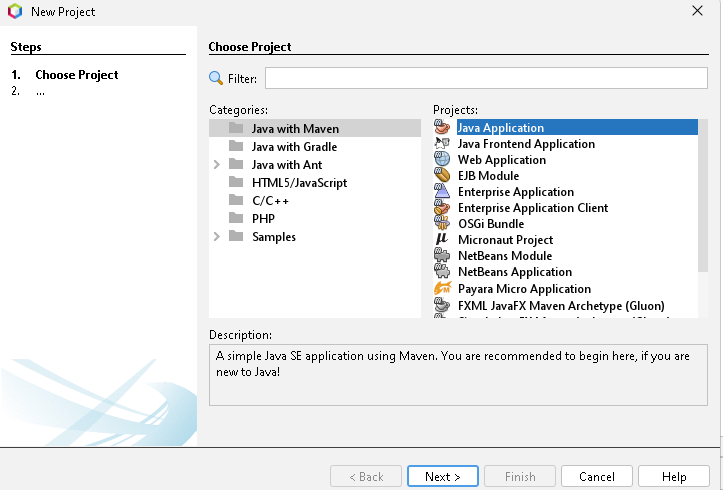 New Project
Steps
1. Choose Project
2. ...
Choose Project
Filter:
Categories:
Java with Maven
Java with Gradle
Java with Ant
HTML5/JavaScript
C/C++
PHP
Samples
Projects:
Java Application
Java Frontend Application
Web Application
EJB Module
Enterprise Application
Enterprise Application Client
OSGi Bundle
Micronaut Project
NetBeans Module
NetBeans Application
Payara Micro Application
FXML JavaFX Maven Archetype (Gluon)
Description:
A simple Java SE application using Maven. You are recommended to begin here, if you are
new to Java!
< Back
Next >
Finish
Cancel
Help